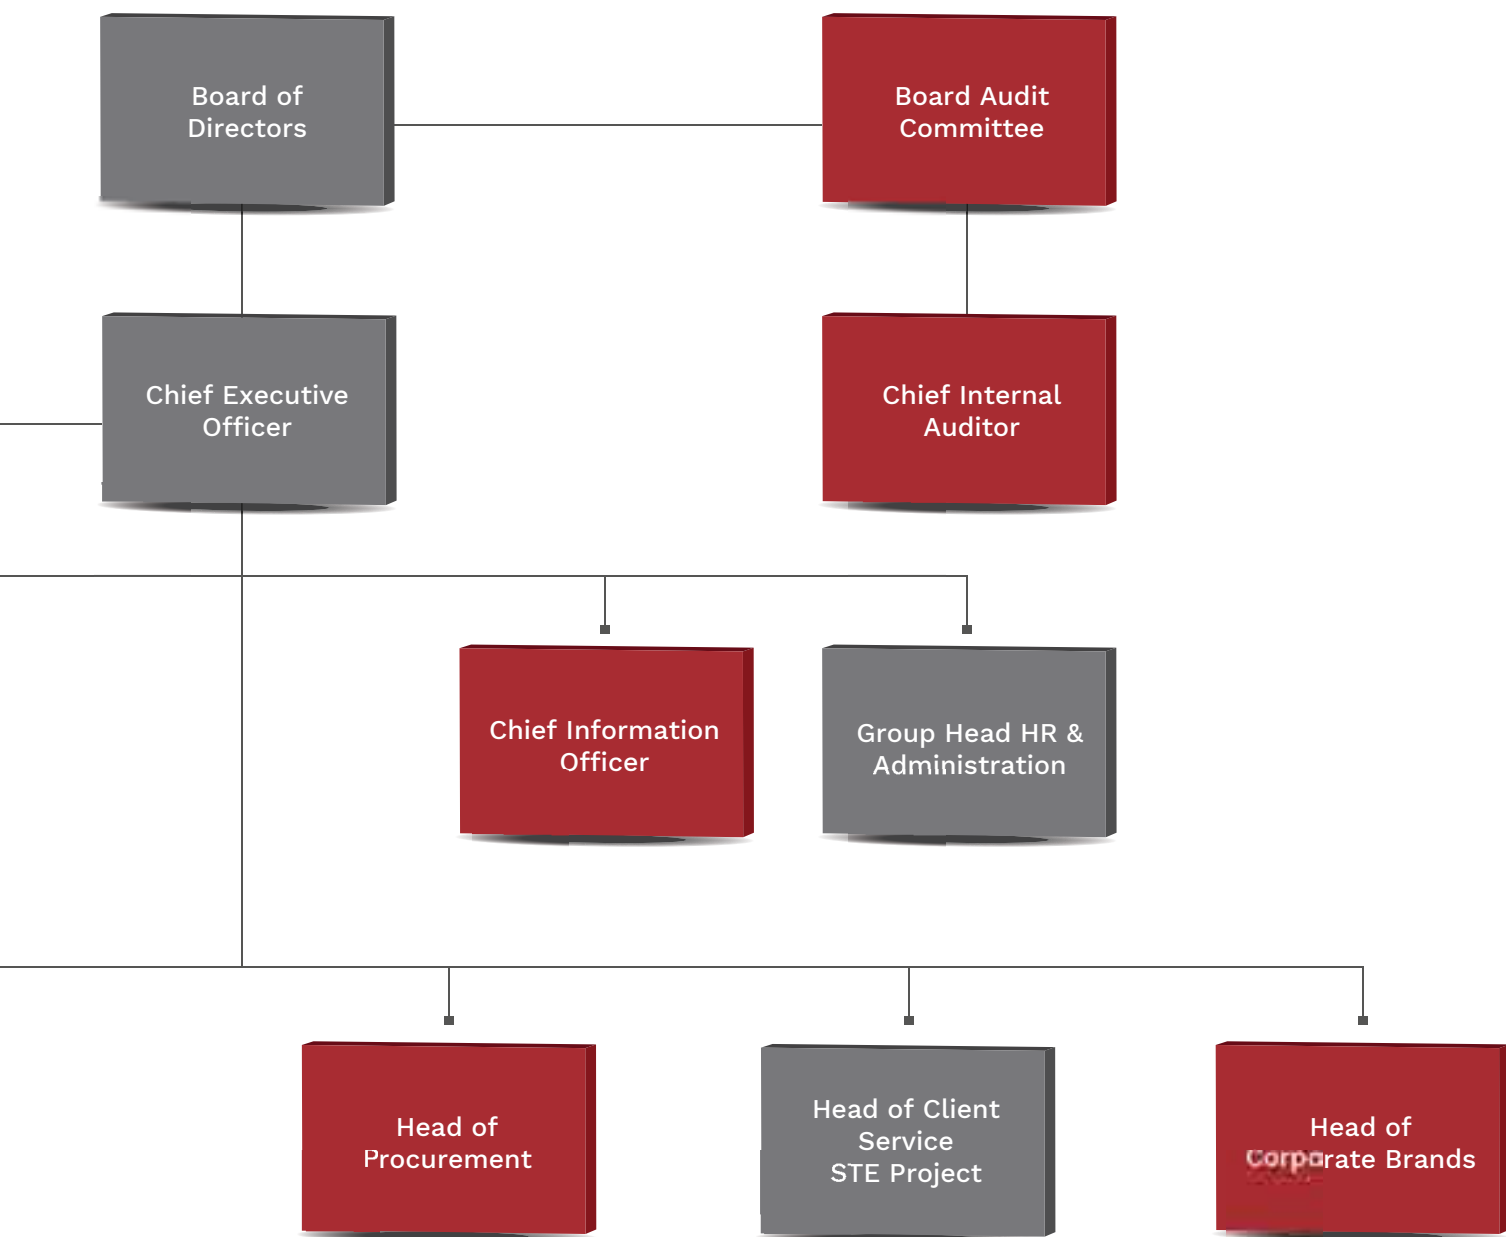 Board of
Directors
Board Audit
Committee
Chief Executive
Officer
Chief Internal
Auditor
Chief Information
Officer
Group Head HR &
Administration
Head of
Procurement
Head of Client
Service
STE Project
Head of
Corporate Brands